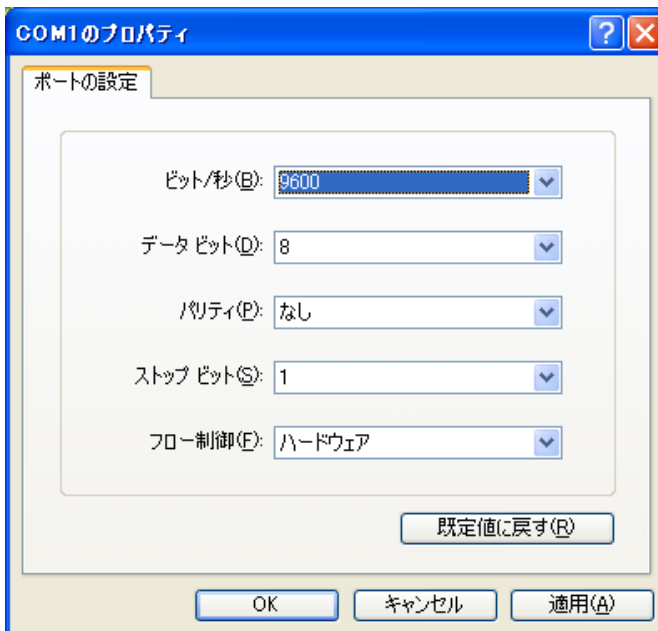 COM1のプロパティ
ポートの設定
ビット/秒(B): 9600
データ ビット(D): 8
パリティ(P): なし
ストップ ビット(S): 1
フロー制御(F): ハードウェア
既定値に戻す(R)
OK キャンセル 適用(A)